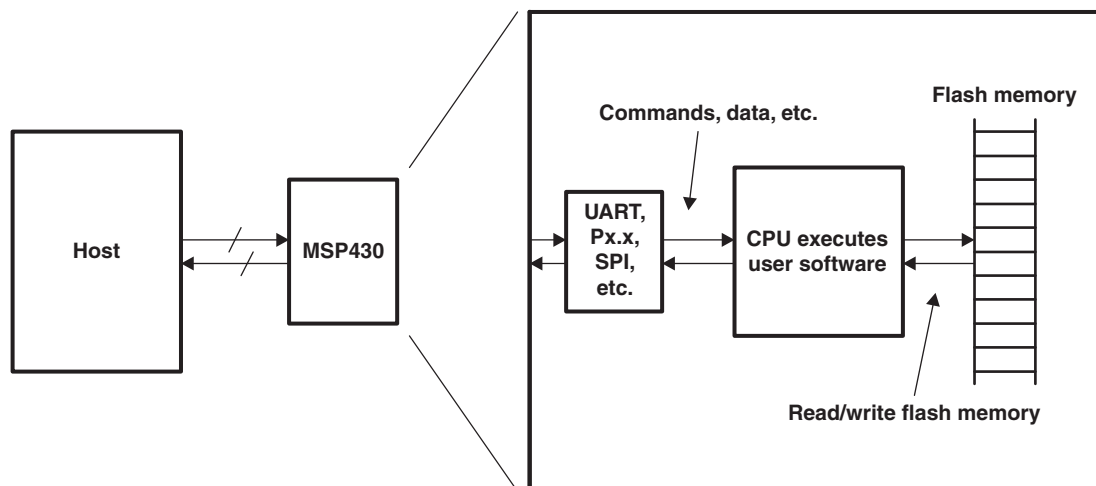 Host
MSP430
Commands, data, etc.
Flash memory
UART,
Px.x,
SPI,
etc.
CPU executes
user software
Read/write flash memory